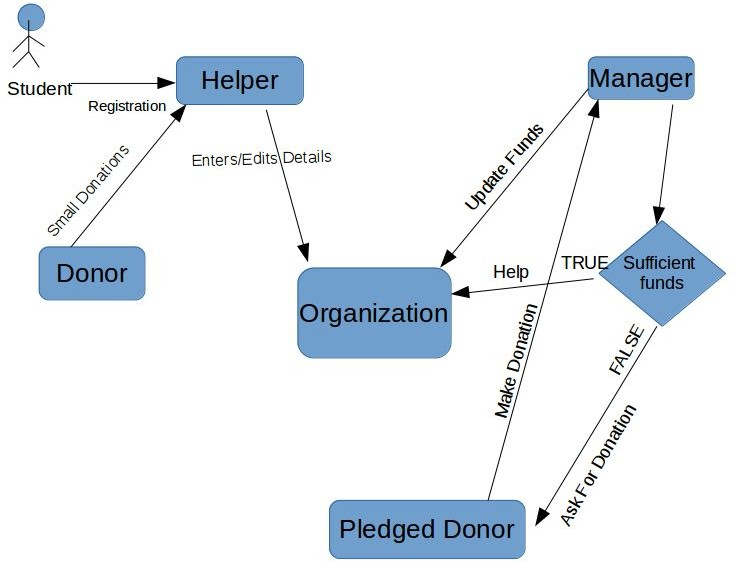 Student
Registration
Helper
Manager
Small Donations
Enters/Edits Details
Update Funds
Donor
Organization
Help
TRUE
Sufficient
funds
Make Donation
FALSE
Ask For Donation
Pledged Donor